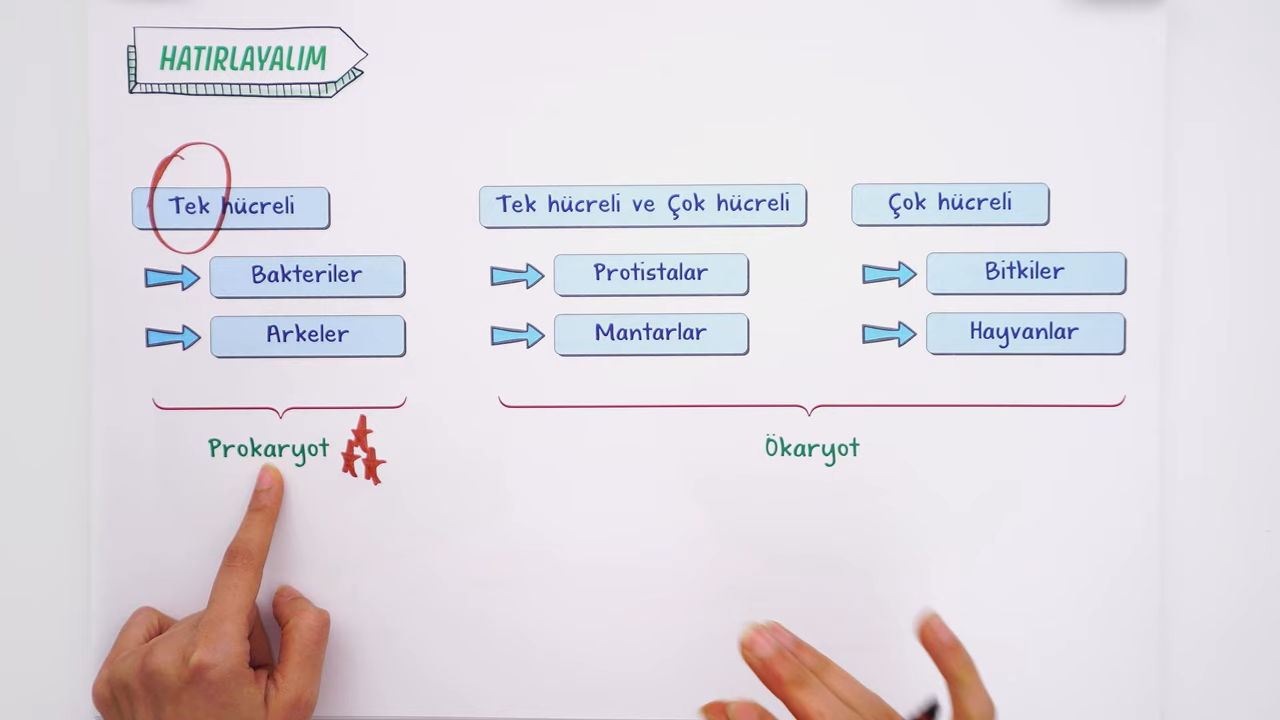 HATIRLAYALIM
Tek hücreli
Bakteriler
Arkeler
Prokaryot
Tek hücreli ve Çok hücreli
Protistalar
Mantarlar
Çok hücreli
Bitkiler
Hayvanlar
Ökaryot